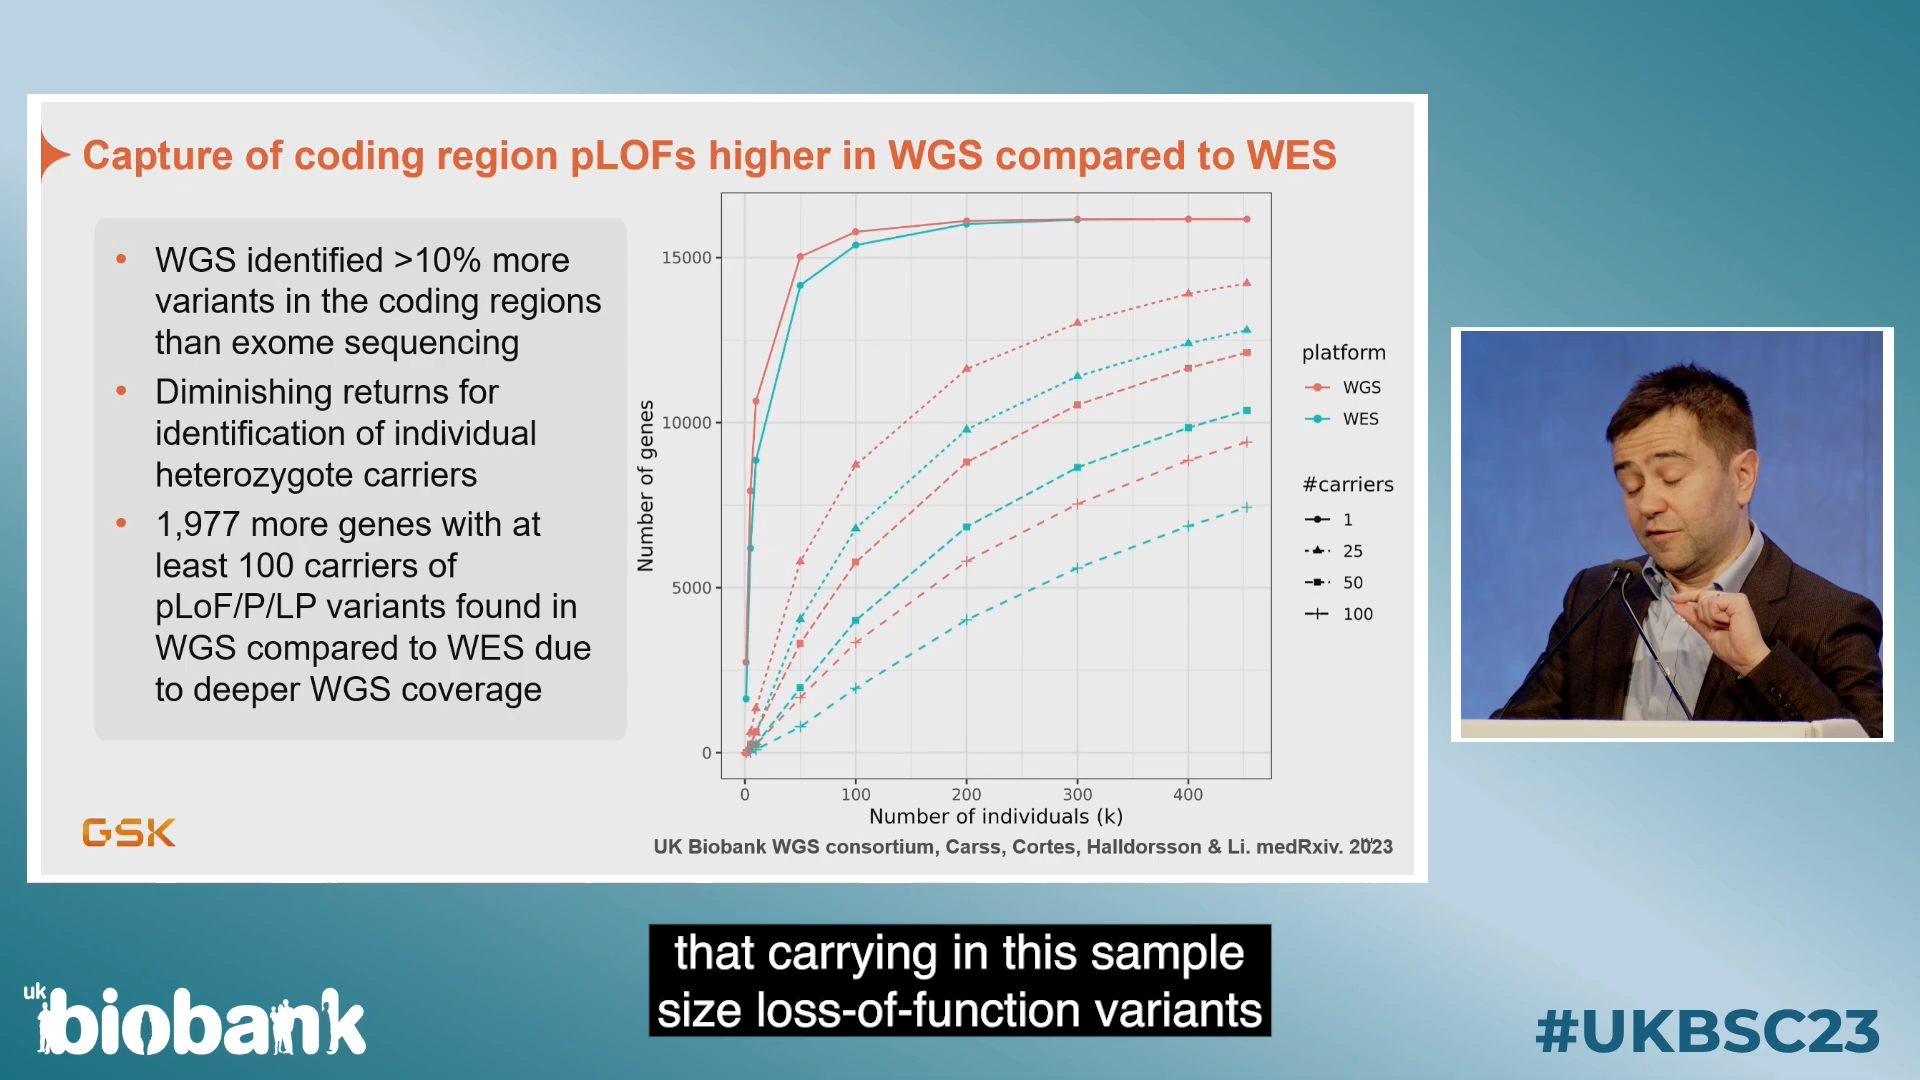 Capture of coding region pLOFs higher in WGS compared to WES
• WGS identified >10% more
variants in the coding regions
than exome sequencing
• Diminishing returns for
identification of individual
heterozygote carriers
• 1,977 more genes with at
least 100 carriers of
pLoF/P/LP variants found in
WGS compared to WES due
to deeper WGS coverage
GSK
Number of genes
15000
10000
5000
0
0 100 200 300 400
Number of individuals (k)
platform
WGS
WES
#carriers
1
25
50
100
UK Biobank WGS consortium, Carss, Cortes, Halldorsson & Li. medRxiv. 2023
that carrying in this sample
size loss-of-function variants
uk
biobank
#UKBSC23